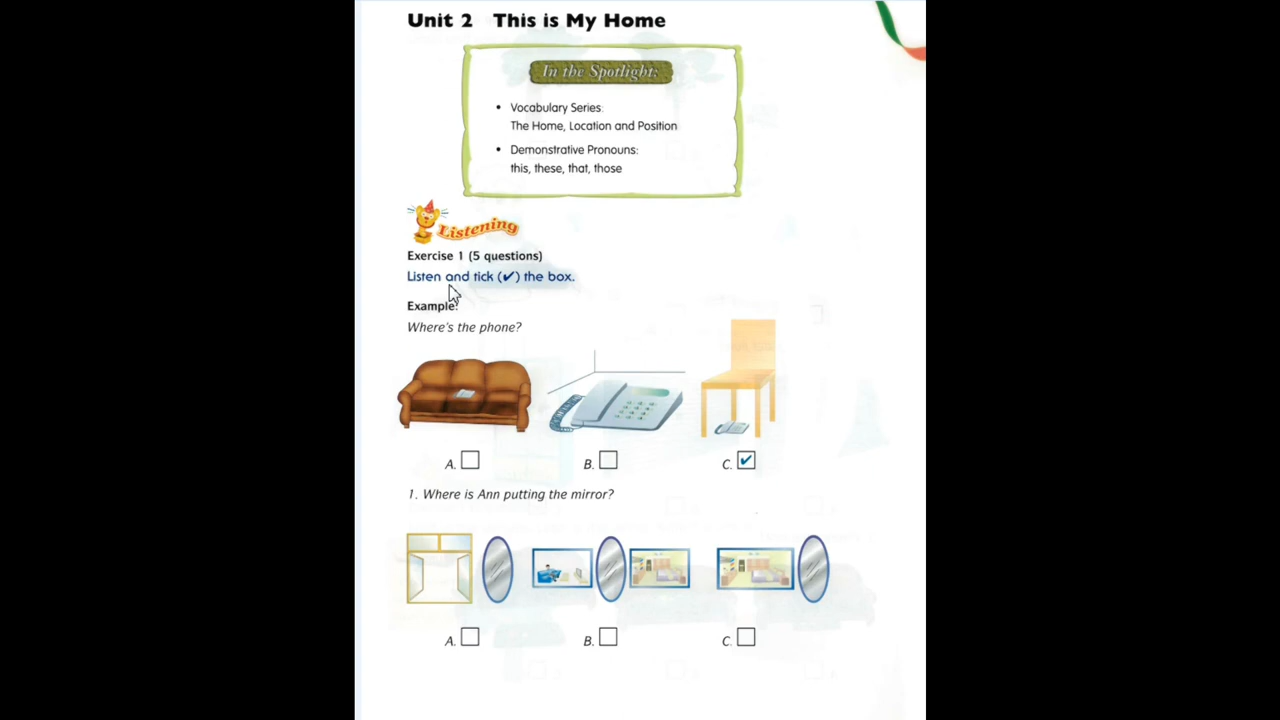 Unit 2 This is My Home
In the Spotlight:
• Vocabulary Series:
The Home, Location and Position
• Demonstrative Pronouns:
this, these, that, those
Listening
Exercise 1 (5 questions)
Listen and tick (✔) the box.
Example:
Where's the phone?
A. B. C. ✔
1. Where is Ann putting the mirror?
A. B. C.